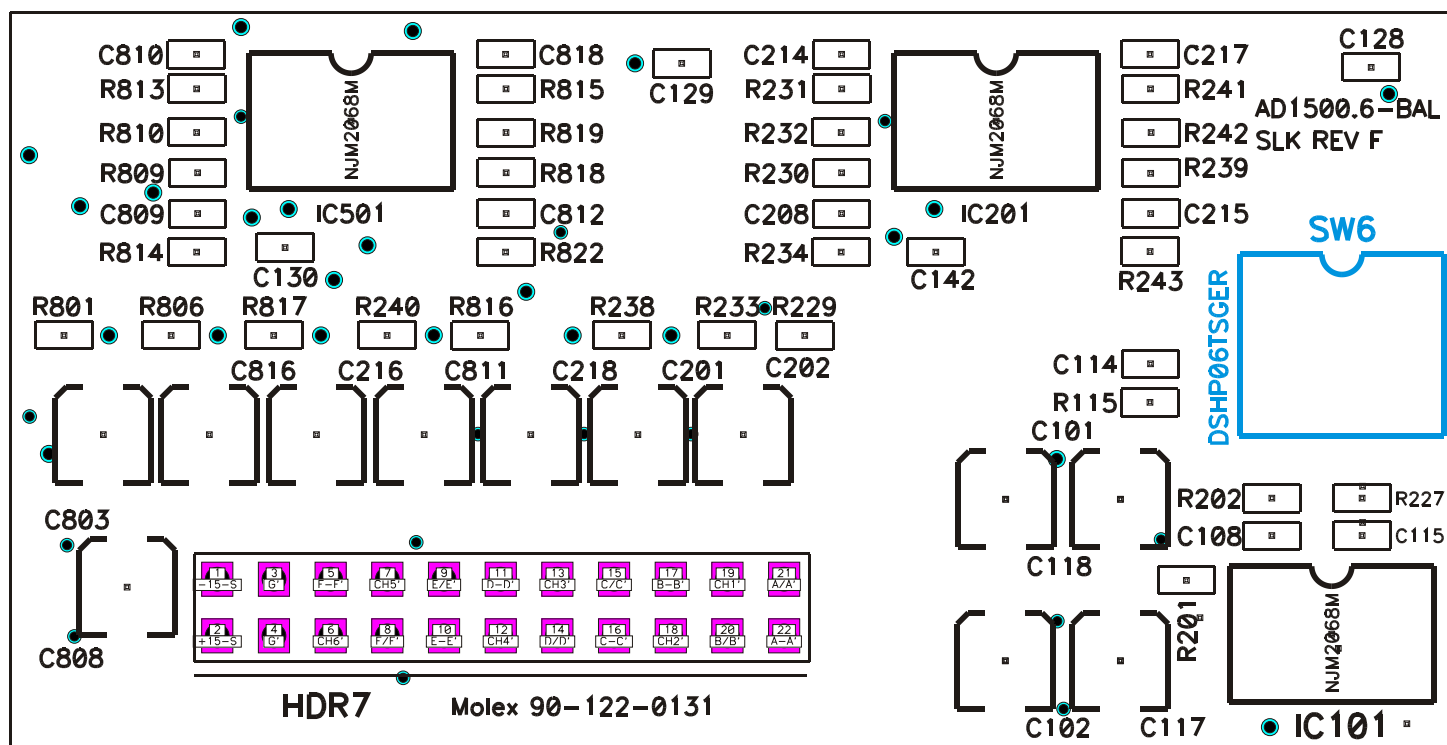 C810
C818
C129
C214
C217
C128
R813
R815
R231
R241
AD1500.6-BAL
SLK REV F
R810
R819
R232
R242
R809
R818
R230
R239
C809
C812
C208
C215
R814
R822
R234
R243
NJM2068M
IC501
NJM2068M
IC201
C130
C142
SW6
DSHP06TSGER
R801
R806
R817
R240
R816
R238
R233
R229
C816
C216
C811
C218
C201
C202
C114
R115
C101
C803
C118
R202
R227
C108
C115
C808
1 3 5 7 9 11 13 15 17 19 21
-15-S G' F-F' CH5' E/E' D-D' CH3' C/C' B-B' CH1' A/A'
2 4 6 8 10 12 14 16 18 20 22
+15-S G' CH6' F/F' E-E' CH4' D/D' C-C' CH2' B/B' A-A'
HDR7
Molex 90-122-0131
R201
NJM2068M
C102
C117
IC101